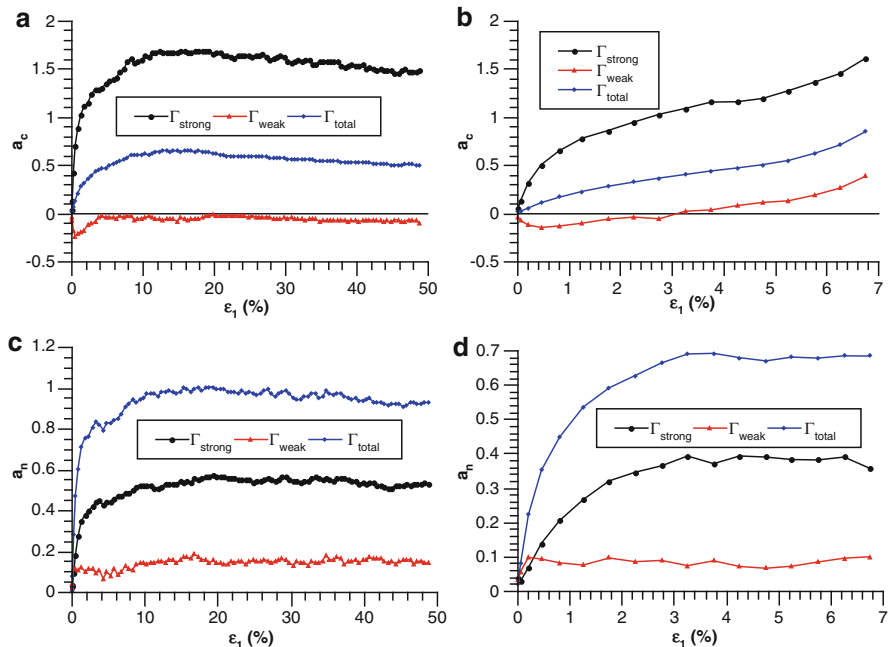 a
2
1.5
1
0.5
0
-0.5
a_c
Γ_strong Γ_weak Γ_total
0 10 20 30 40 50
ε_1 (%)
b
2
1.5
1
0.5
0
-0.5
a_c
Γ_strong
Γ_weak
Γ_total
0 1 2 3 4 5 6 7
ε_1 (%)
c
1.2
1
0.8
0.6
0.4
0.2
0
a_n
Γ_strong Γ_weak Γ_total
0 10 20 30 40 50
ε_1 (%)
d
0.7
0.6
0.5
0.4
0.3
0.2
0.1
0
a_n
Γ_strong Γ_weak Γ_total
0 1 2 3 4 5 6 7
ε_1 (%)